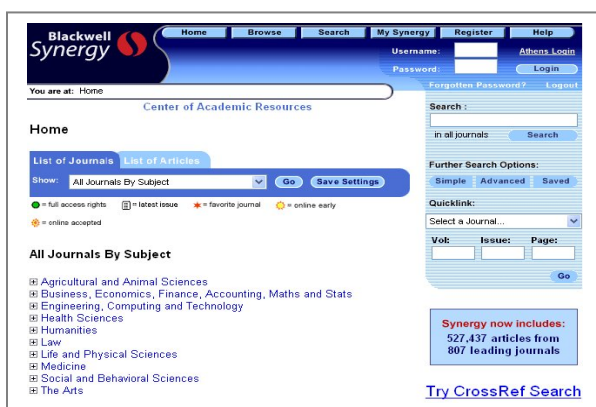 Blackwell
Synergy
Home Browse Search My Synergy Register Help
Username: Athens Login
Password: Login
Forgotten Password? Logout
You are at: Home
Center of Academic Resources
Home
List of Journals List of Articles
Show: All Journals By Subject Go Save Settings
= full access rights = latest issue = favorite journal = online early
= online accepted
All Journals By Subject
Agricultural and Animal Sciences
Business, Economics, Finance, Accounting, Maths and Stats
Engineering, Computing and Technology
Health Sciences
Humanities
Law
Life and Physical Sciences
Medicine
Social and Behavioral Sciences
The Arts
Search :
in all journals Search
Further Search Options:
Simple Advanced Saved
Quicklink:
Select a Journal...
Vol: Issue: Page:
Go
Synergy now includes:
527,437 articles from
807 leading journals
Try CrossRef Search